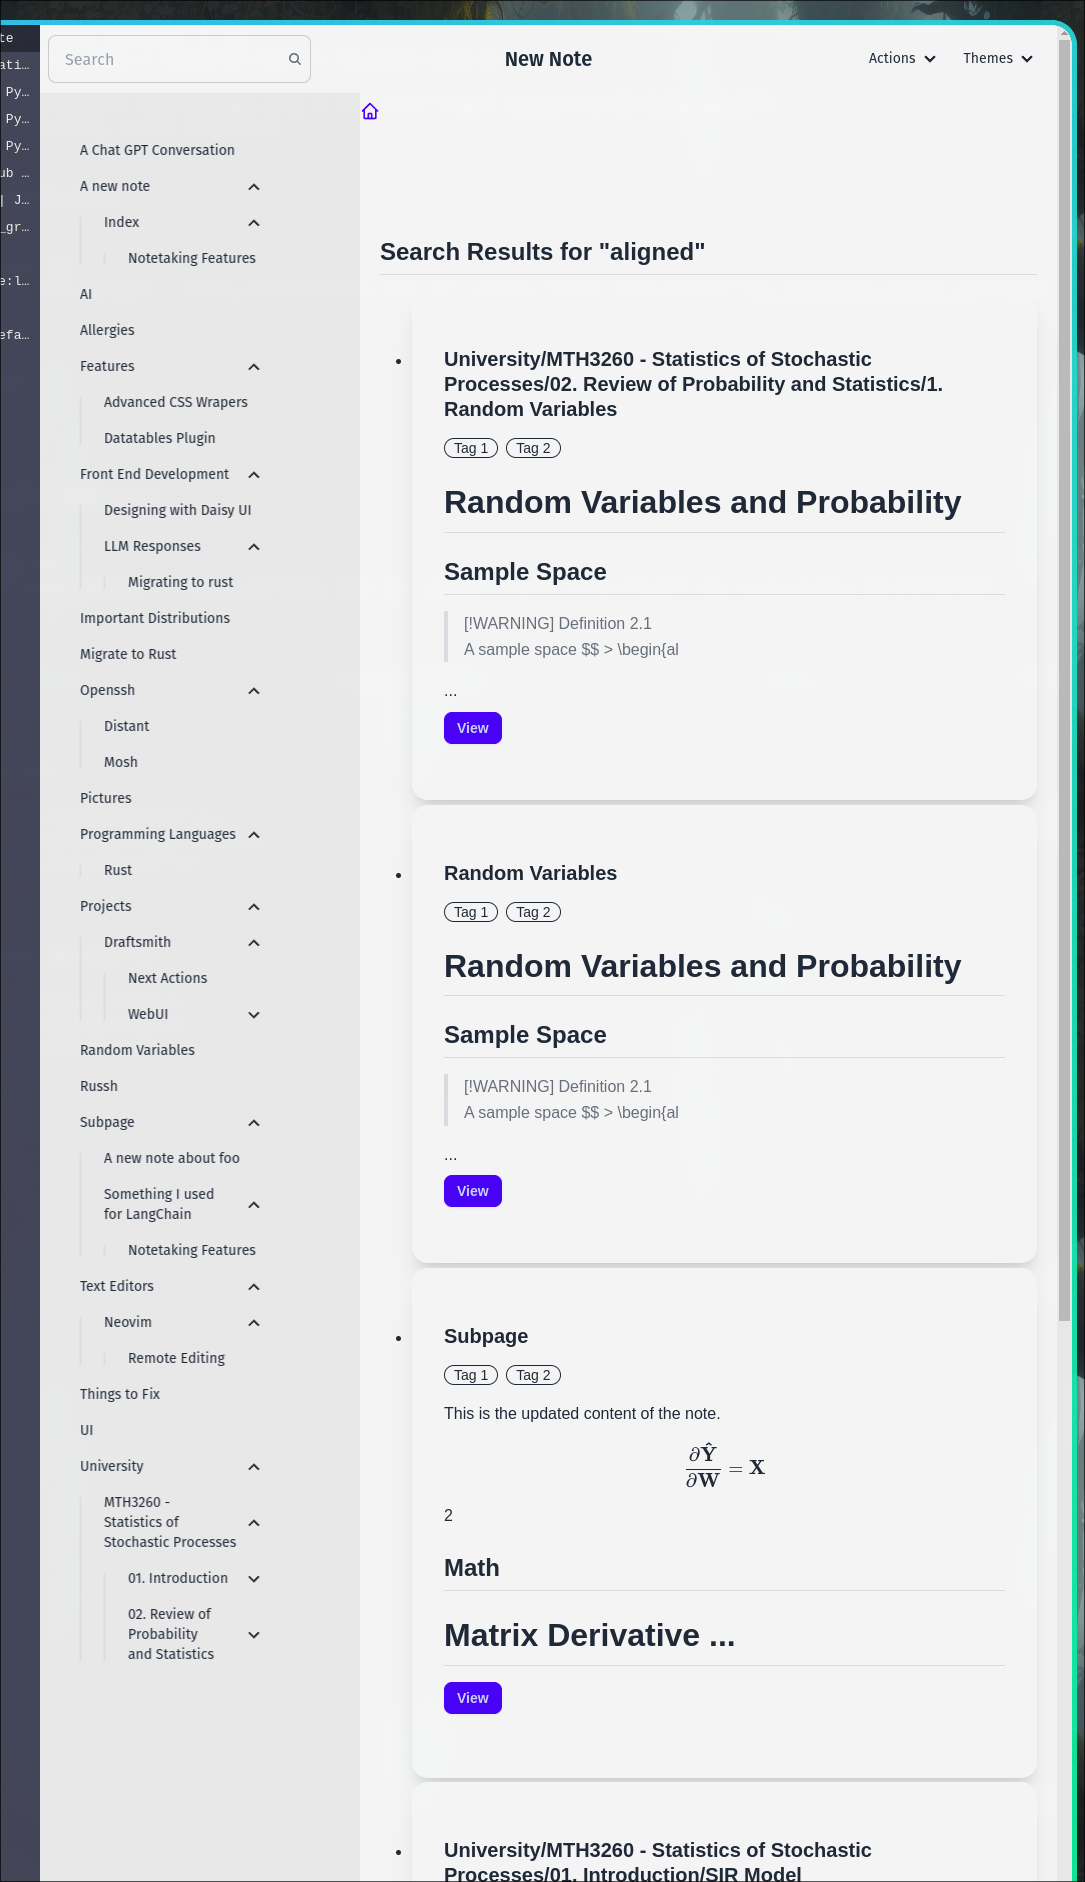 te
ati…
Py…
Py…
Py…
ub …
| J…
_gr…
e:l…
efa…
Search
New Note
Actions
Themes
A Chat GPT Conversation
A new note
Index
Notetaking Features
AI
Allergies
Features
Advanced CSS Wrapers
Datatables Plugin
Front End Development
Designing with Daisy UI
LLM Responses
Migrating to rust
Important Distributions
Migrate to Rust
Openssh
Distant
Mosh
Pictures
Programming Languages
Rust
Projects
Draftsmith
Next Actions
WebUI
Random Variables
Russh
Subpage
A new note about foo
Something I used
for LangChain
Notetaking Features
Text Editors
Neovim
Remote Editing
Things to Fix
UI
University
MTH3260 -
Statistics of
Stochastic Processes
01. Introduction
02. Review of
Probability
and Statistics
Search Results for "aligned"
University/MTH3260 - Statistics of Stochastic
Processes/02. Review of Probability and Statistics/1.
Random Variables
Tag 1 Tag 2
Random Variables and Probability
Sample Space
[!WARNING] Definition 2.1
A sample space $$ > \begin{al
...
View
Random Variables
Tag 1 Tag 2
Random Variables and Probability
Sample Space
[!WARNING] Definition 2.1
A sample space $$ > \begin{al
...
View
Subpage
Tag 1 Tag 2
This is the updated content of the note.
∂Ŷ
∂W = X
2
Math
Matrix Derivative ...
View
University/MTH3260 - Statistics of Stochastic
Processes/01. Introduction/SIR Model